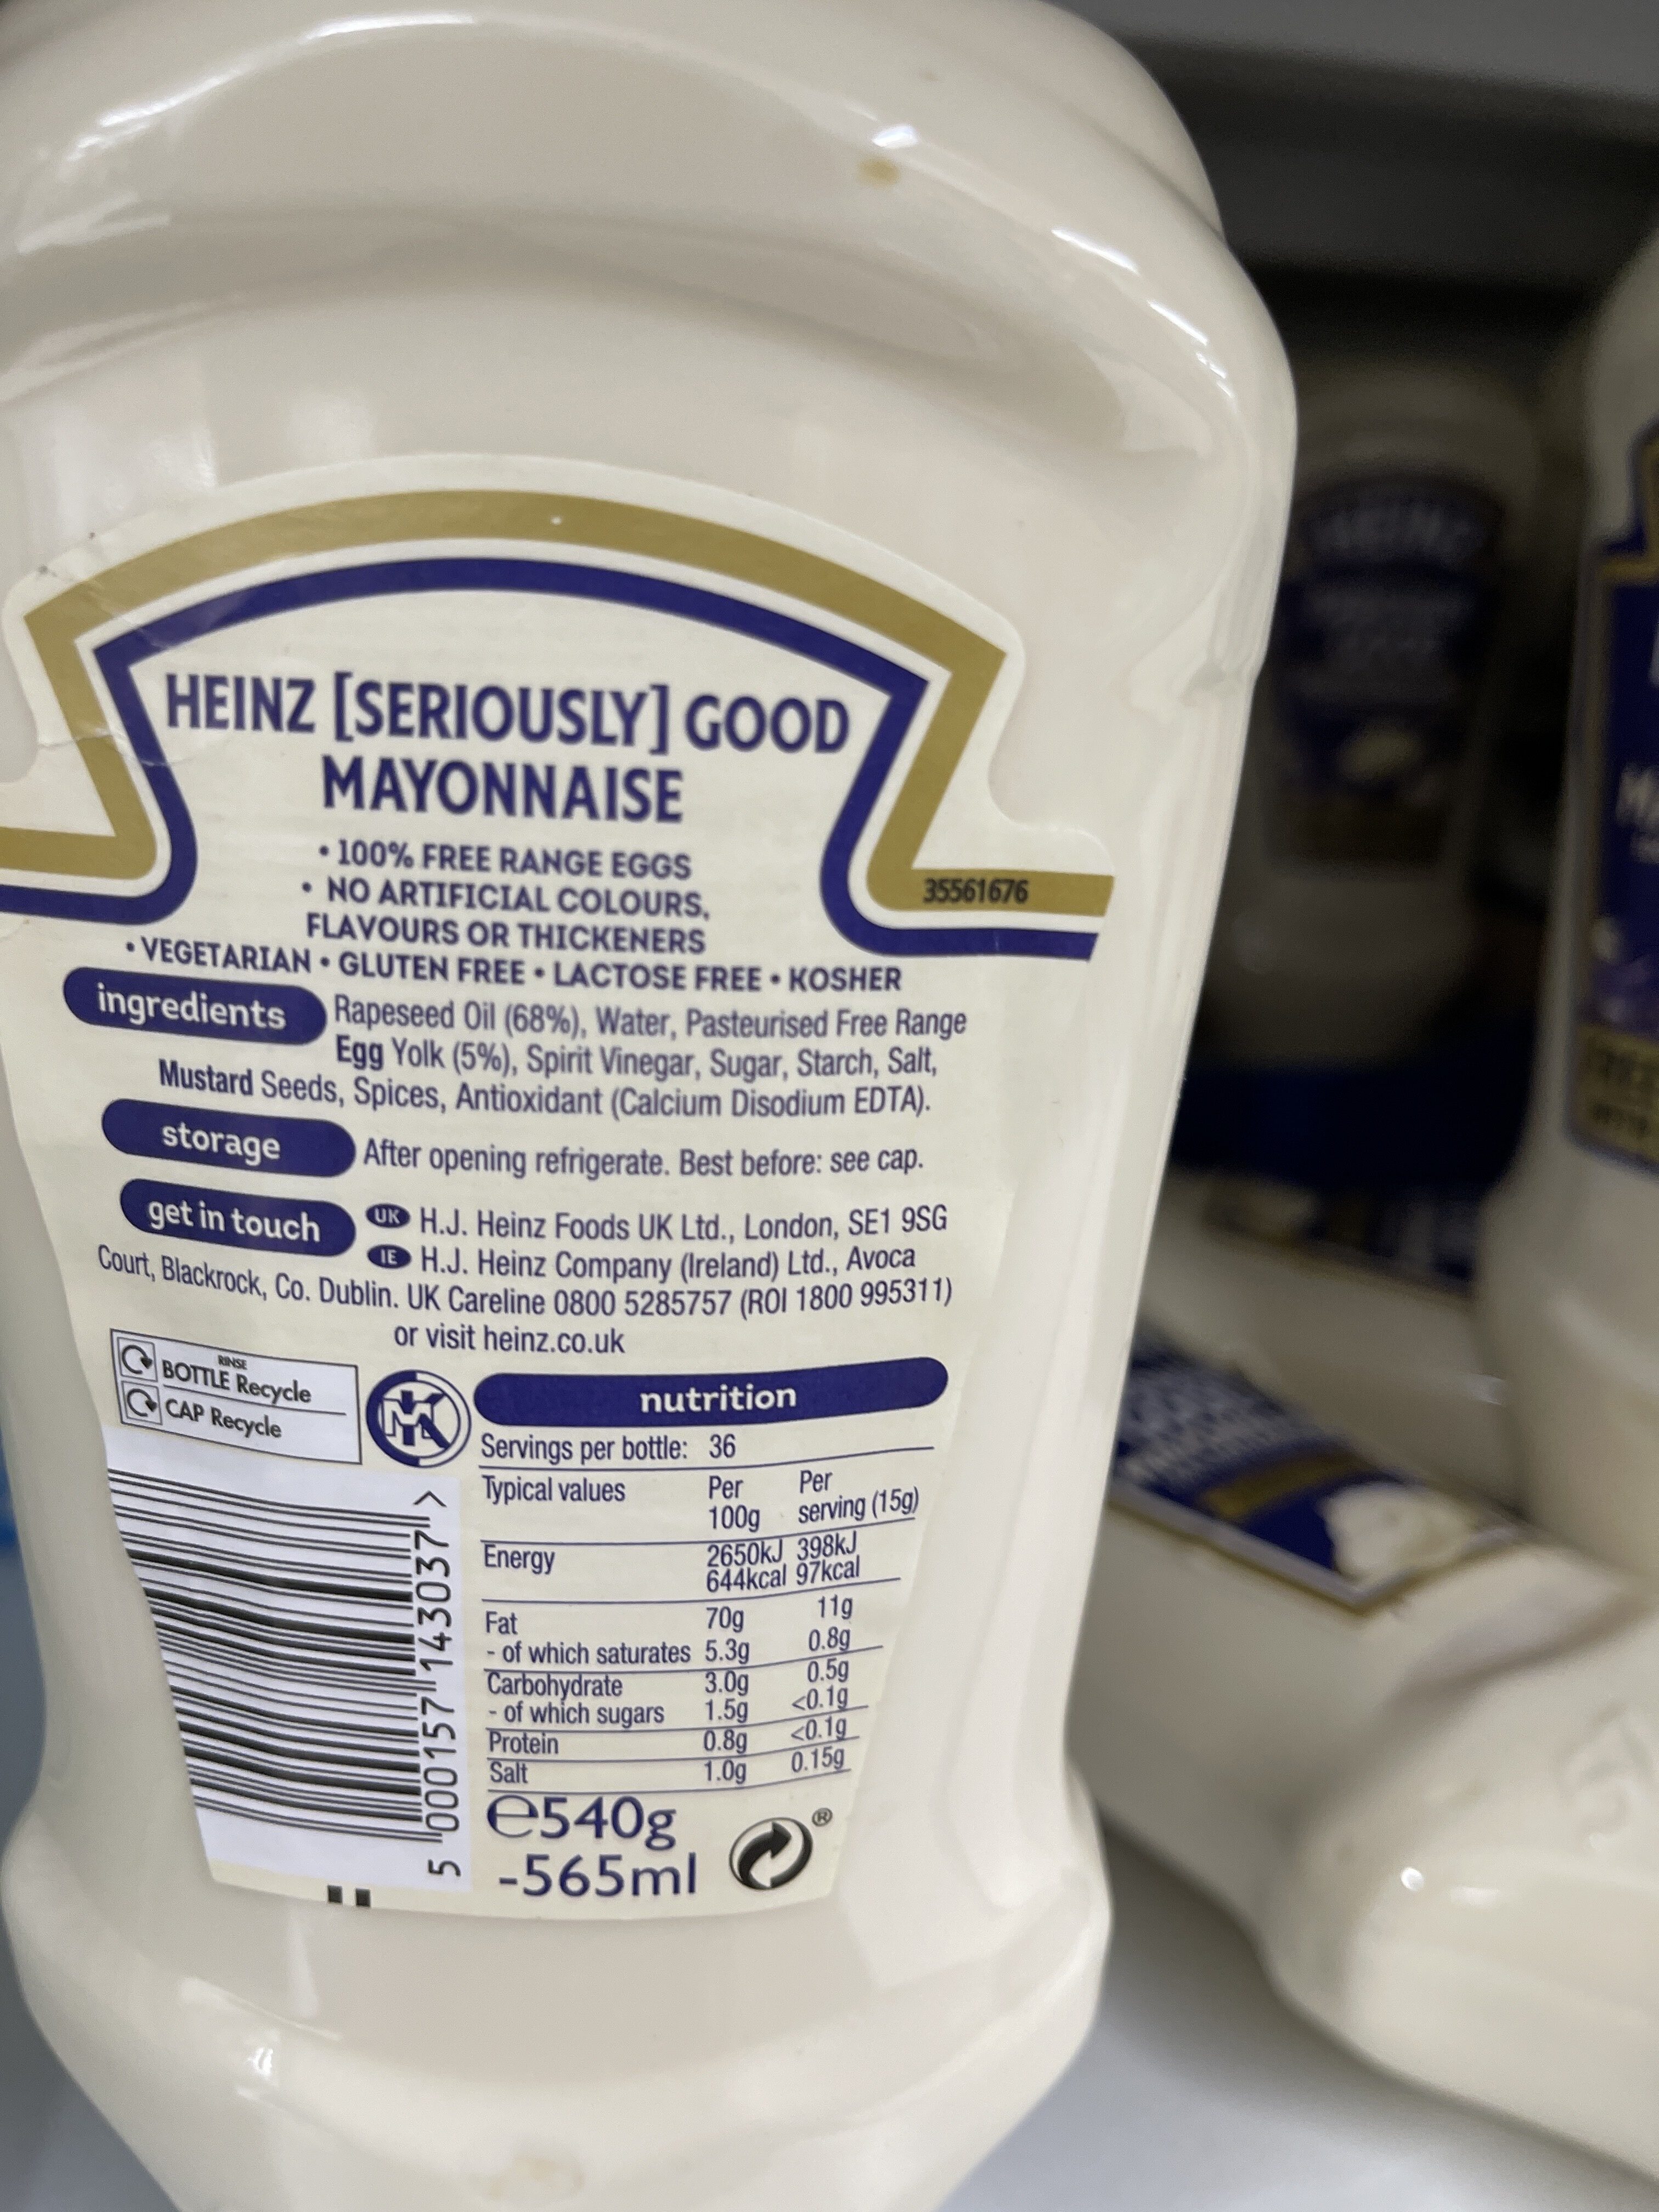 HEINZ [SERIOUSLY] GOOD
MAYONNAISE
• 100% FREE RANGE EGGS
• NO ARTIFICIAL COLOURS,
FLAVOURS OR THICKENERS
• VEGETARIAN • GLUTEN FREE • LACTOSE FREE • KOSHER
35561676
ingredients Rapeseed Oil (68%), Water, Pasteurised Free Range
Egg Yolk (5%), Spirit Vinegar, Sugar, Starch, Salt,
Mustard Seeds, Spices, Antioxidant (Calcium Disodium EDTA).
storage After opening refrigerate. Best before: see cap.
get in touch UK H.J. Heinz Foods UK Ltd., London, SE1 9SG
IE H.J. Heinz Company (Ireland) Ltd., Avoca
Court, Blackrock, Co. Dublin. UK Careline 0800 5285757 (ROI 1800 995311)
or visit heinz.co.uk
RINSE
BOTTLE Recycle
CAP Recycle
MK
nutrition
Servings per bottle: 36
Typical values Per 100g Per serving (15g)
Energy 2650kJ 398kJ
644kcal 97kcal
Fat 70g 11g
- of which saturates 5.3g 0.8g
Carbohydrate 3.0g 0.5g
- of which sugars 1.5g <0.1g
Protein 0.8g <0.1g
Salt 1.0g 0.15g
5 000157 143037 >
℮540g
-565ml
®